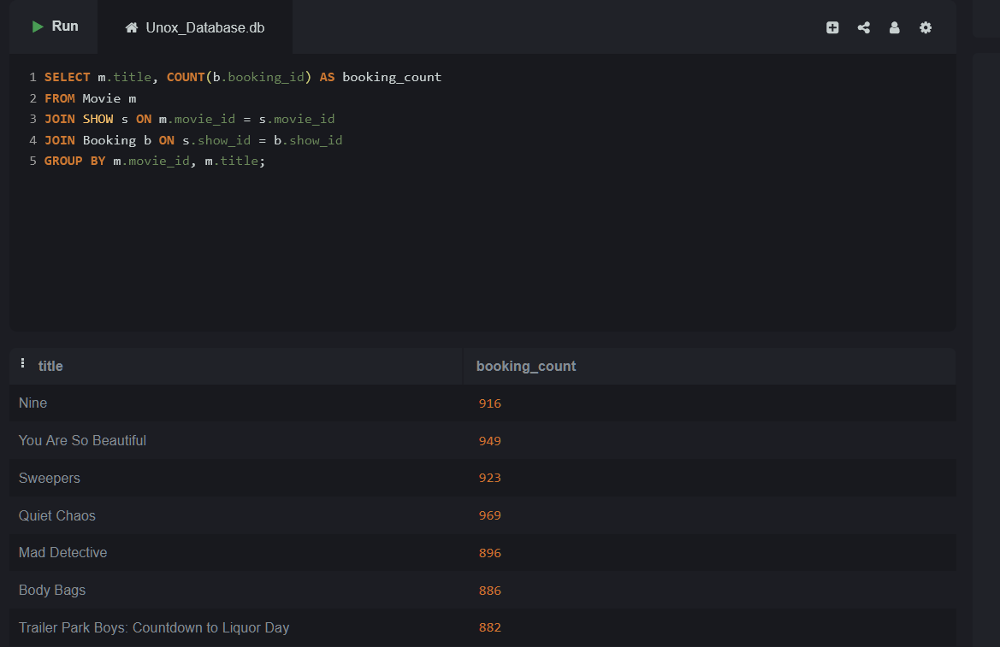 Run
Unox_Database.db
1 SELECT m.title, COUNT(b.booking_id) AS booking_count
2 FROM Movie m
3 JOIN SHOW s ON m.movie_id = s.movie_id
4 JOIN Booking b ON s.show_id = b.show_id
5 GROUP BY m.movie_id, m.title;
title booking_count
Nine 916
You Are So Beautiful 949
Sweepers 923
Quiet Chaos 969
Mad Detective 896
Body Bags 886
Trailer Park Boys: Countdown to Liquor Day 882